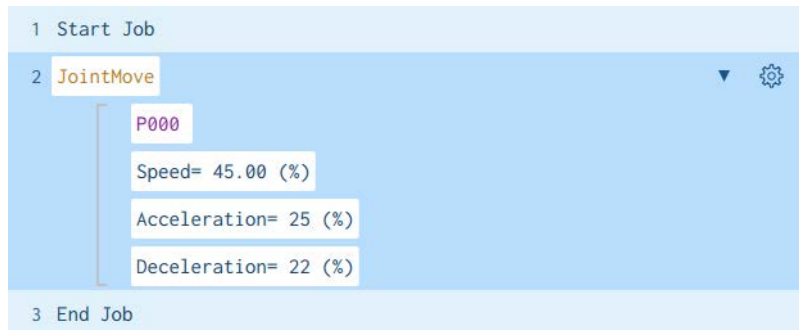 1 Start Job
2 JointMove
P000
Speed= 45.00 (%)
Acceleration= 25 (%)
Deceleration= 22 (%)
3 End Job